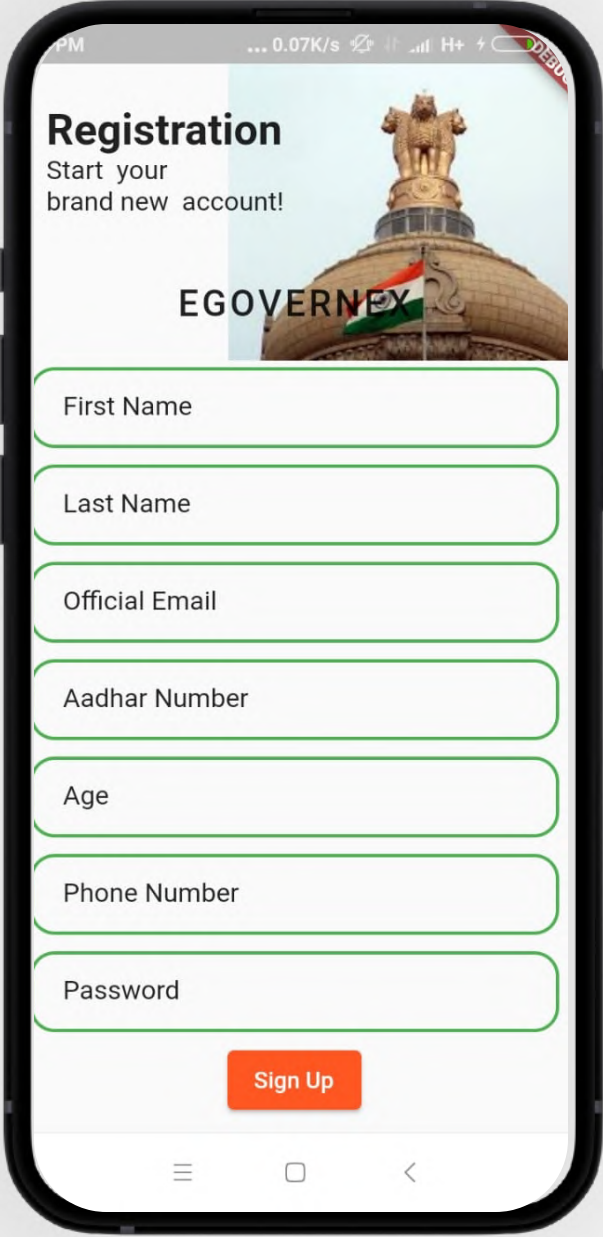 PM
... 0.07K/s H+
DEBU
Registration
Start your
brand new account!
EGOVERNEX
First Name
Last Name
Official Email
Aadhar Number
Age
Phone Number
Password
Sign Up